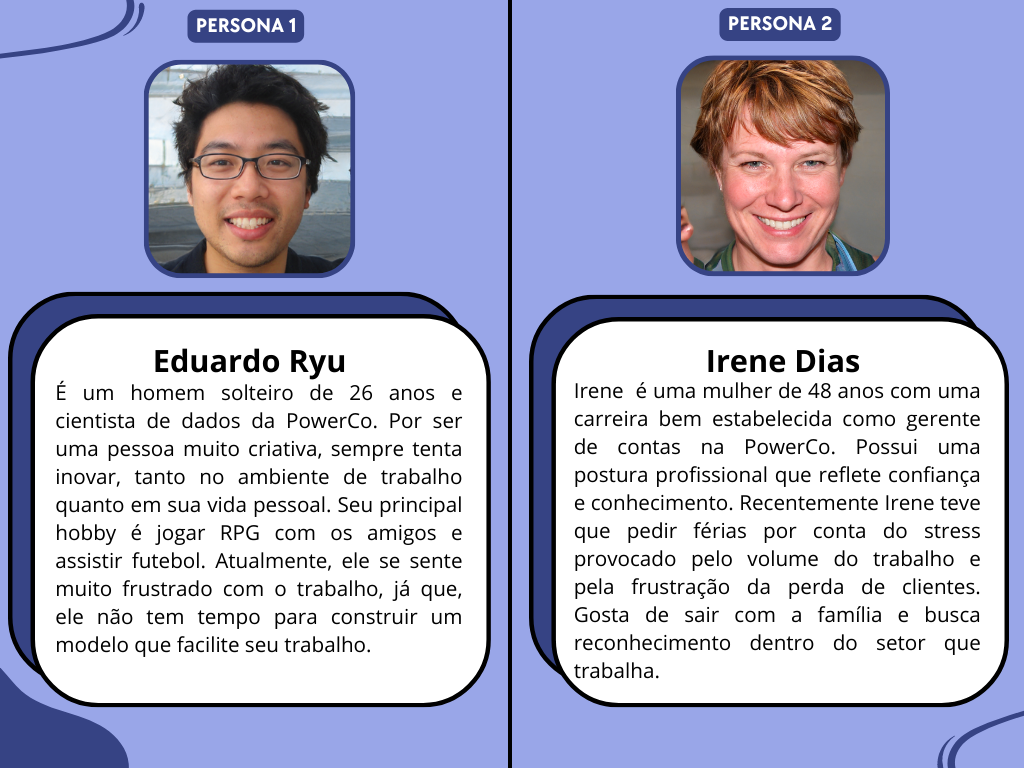 PERSONA 1
Eduardo Ryu
É um homem solteiro de 26 anos e
cientista de dados da PowerCo. Por ser
uma pessoa muito criativa, sempre tenta
inovar, tanto no ambiente de trabalho
quanto em sua vida pessoal. Seu principal
hobby é jogar RPG com os amigos e
assistir futebol. Atualmente, ele se sente
muito frustrado com o trabalho, já que,
ele não tem tempo para construir um
modelo que facilite seu trabalho.
PERSONA 2
Irene Dias
Irene é uma mulher de 48 anos com uma
carreira bem estabelecida como gerente
de contas na PowerCo. Possui uma
postura profissional que reflete confiança
e conhecimento. Recentemente Irene teve
que pedir férias por conta do stress
provocado pelo volume do trabalho e
pela frustração da perda de clientes.
Gosta de sair com a família e busca
reconhecimento dentro do setor que
trabalha.